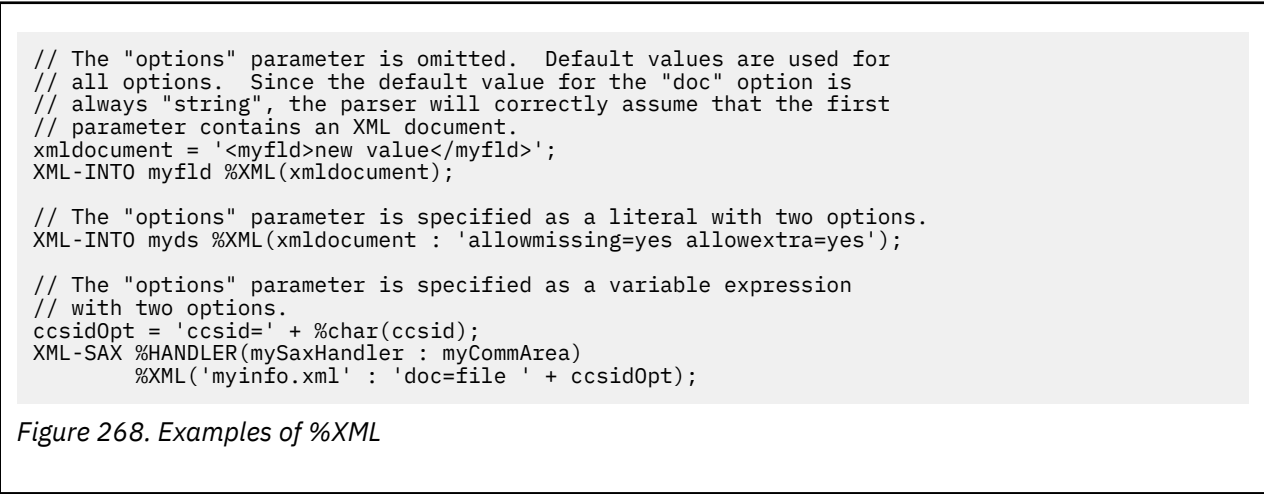 // The "options" parameter is omitted.  Default values are used for
// all options.  Since the default value for the "doc" option is
// always "string", the parser will correctly assume that the first
// parameter contains an XML document.
xmldocument = '<myfld>new value</myfld>';
XML-INTO myfld %XML(xmldocument);
// The "options" parameter is specified as a literal with two options.
XML-INTO myds %XML(xmldocument : 'allowmissing=yes allowextra=yes');
// The "options" parameter is specified as a variable expression
// with two options.
ccsidOpt = 'ccsid=' + %char(ccsid);
XML-SAX %HANDLER(mySaxHandler : myCommArea)
%XML('myinfo.xml' : 'doc=file ' + ccsidOpt);
Figure 268. Examples of %XML